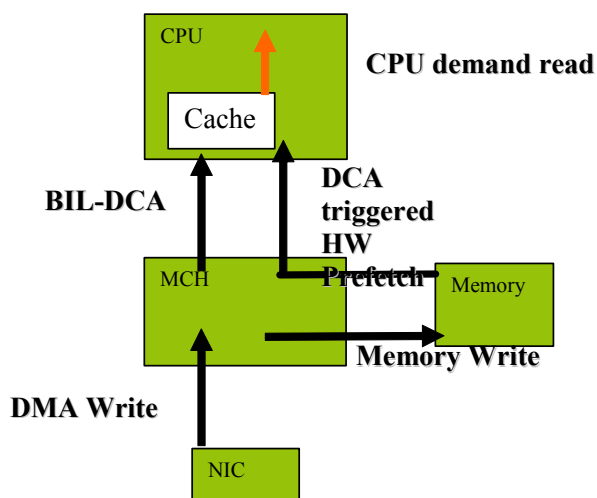 CPU
CPU demand read
Cache
BIL-DCA
DCA
triggered
HW
Prefetch
MCH
Memory
Memory Write
DMA Write
NIC